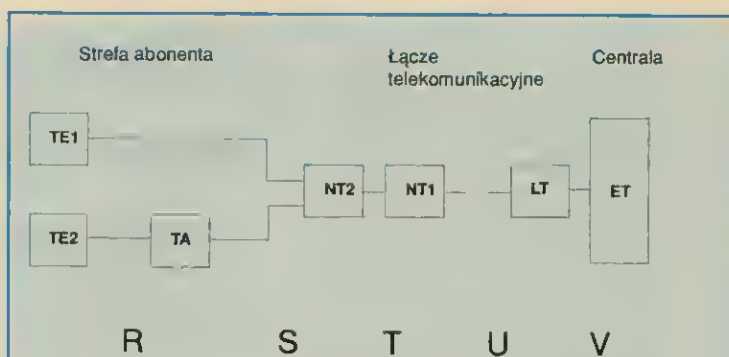 Strefa abonenta
Łącze
telekomunikacyjne
Centrala
TE1
NT2
NT1
LT
ET
TE2
TA
R S T U V